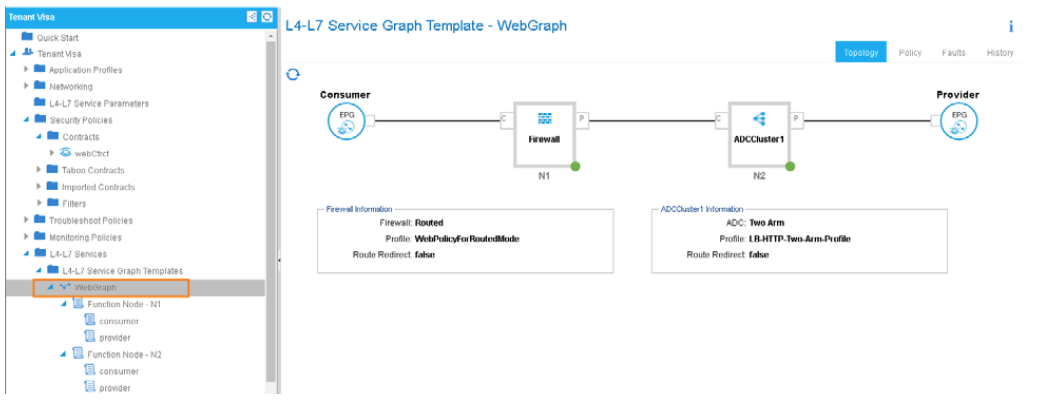 Tenant Visa
Quick Start
Tenant Visa
Application Profiles
Networking
L4-L7 Service Parameters
Security Policies
Contracts
webCtrct
Taboo Contracts
Imported Contracts
Filters
Troubleshoot Policies
Monitoring Policies
L4-L7 Services
L4-L7 Service Graph Templates
WebGraph
Function Node - N1
consumer
provider
Function Node - N2
consumer
provider
L4-L7 Service Graph Template - WebGraph
i
Topology Policy Faults History
Consumer Provider
EPG C P C P EPG
Firewall ADCCluster1
N1 N2
Firewall Information
Firewall: Routed
Profile: WebPolicyForRoutedMode
Route Redirect: false
ADCCluster1 Information
ADC: Two Arm
Profile: LB-HTTP-Two-Arm-Profile
Route Redirect: false